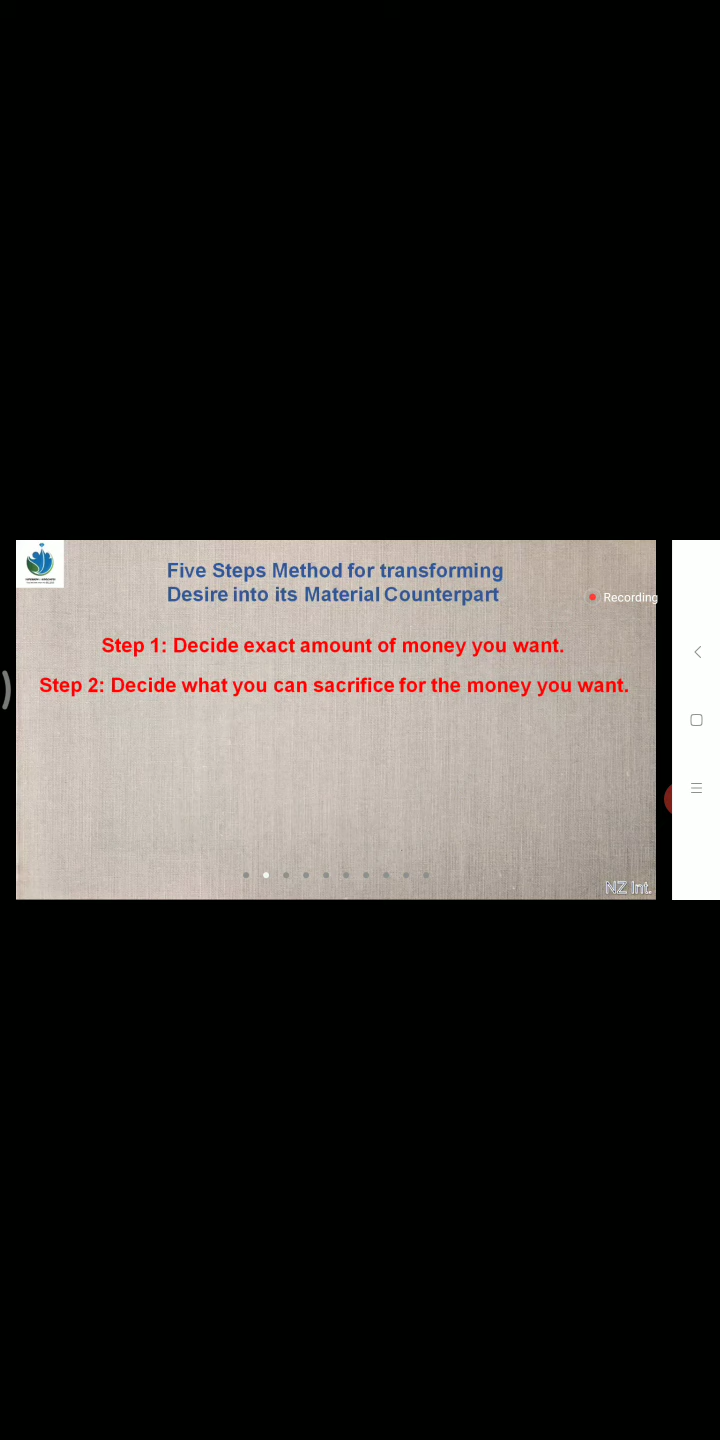 Five Steps Method for transforming
Desire into its Material Counterpart
Recording
Step 1: Decide exact amount of money you want.
Step 2: Decide what you can sacrifice for the money you want.
NZ Int.